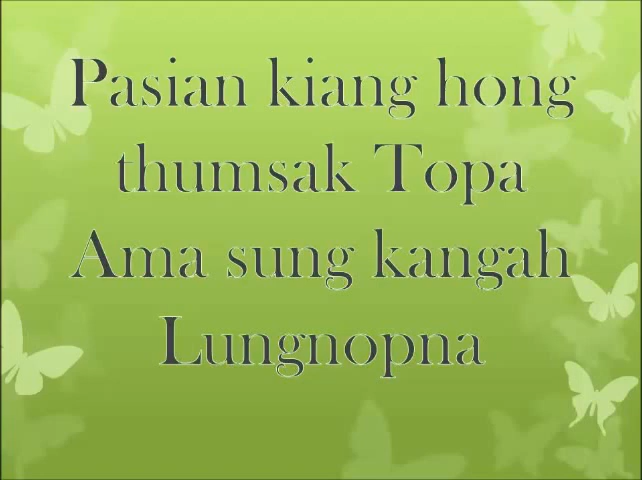 Pasian kiang hong
thumsak Topa
Ama sung kangah
Lungnopna